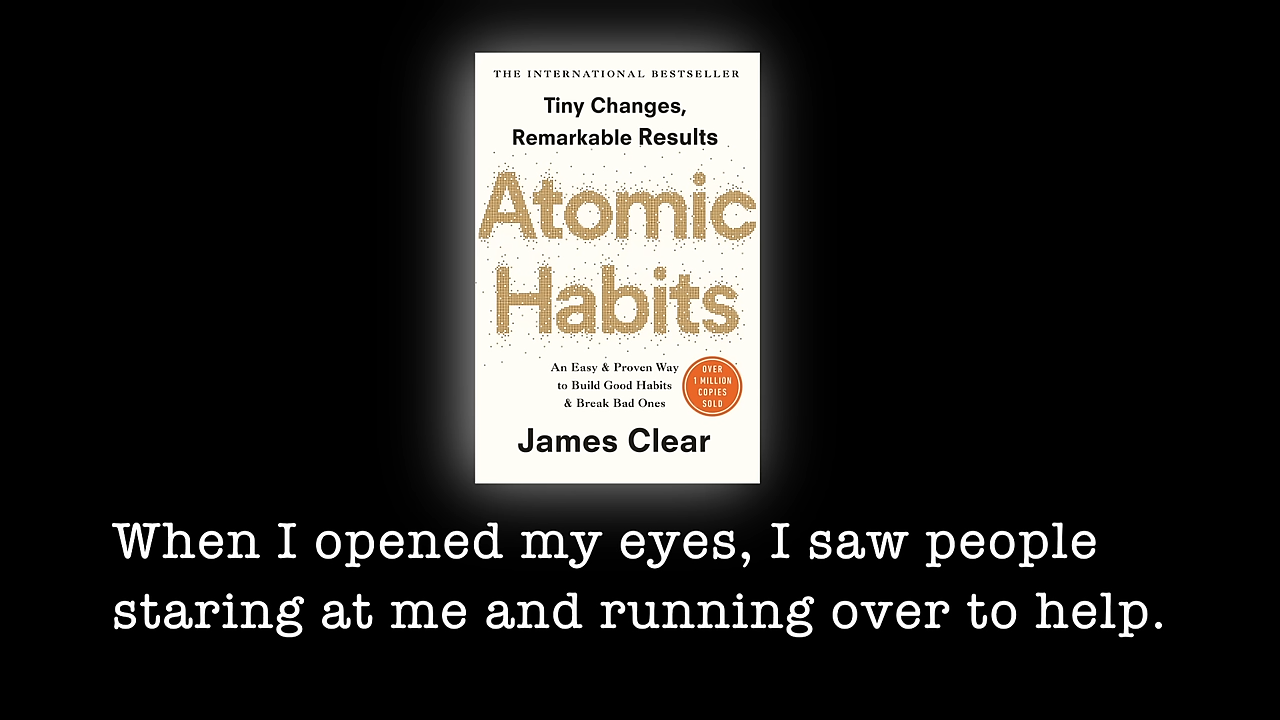 THE INTERNATIONAL BESTSELLER
Tiny Changes,
Remarkable Results
Atomic
Habits
An Easy & Proven Way
to Build Good Habits
& Break Bad Ones
OVER
1 MILLION
COPIES
SOLD
James Clear
When I opened my eyes, I saw people
staring at me and running over to help.